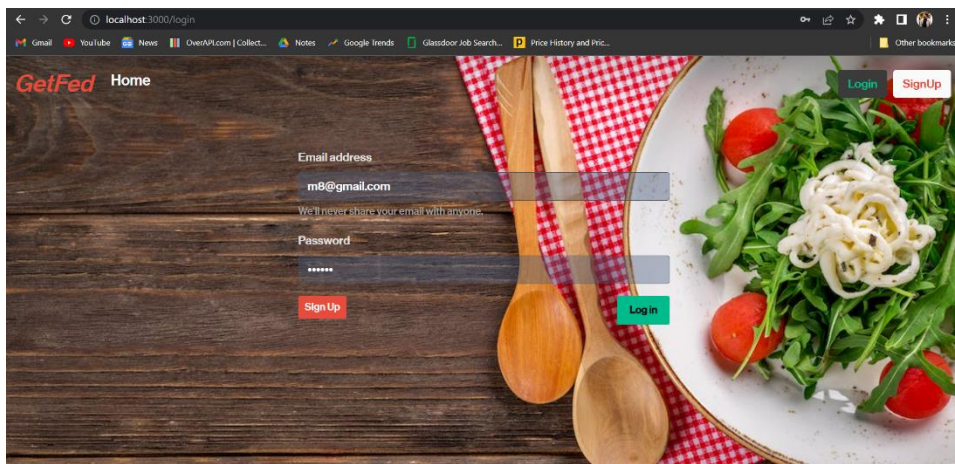 localhost:3000/login
Gmail YouTube News OverAPI.com | Collect... Notes Google Trends Glassdoor Job Search... Price History and Pric... Other bookmarks
GetFed Home Login SignUp
Email address
m8@gmail.com
We'll never share your email with anyone.
Password
••••••
Sign Up Log in